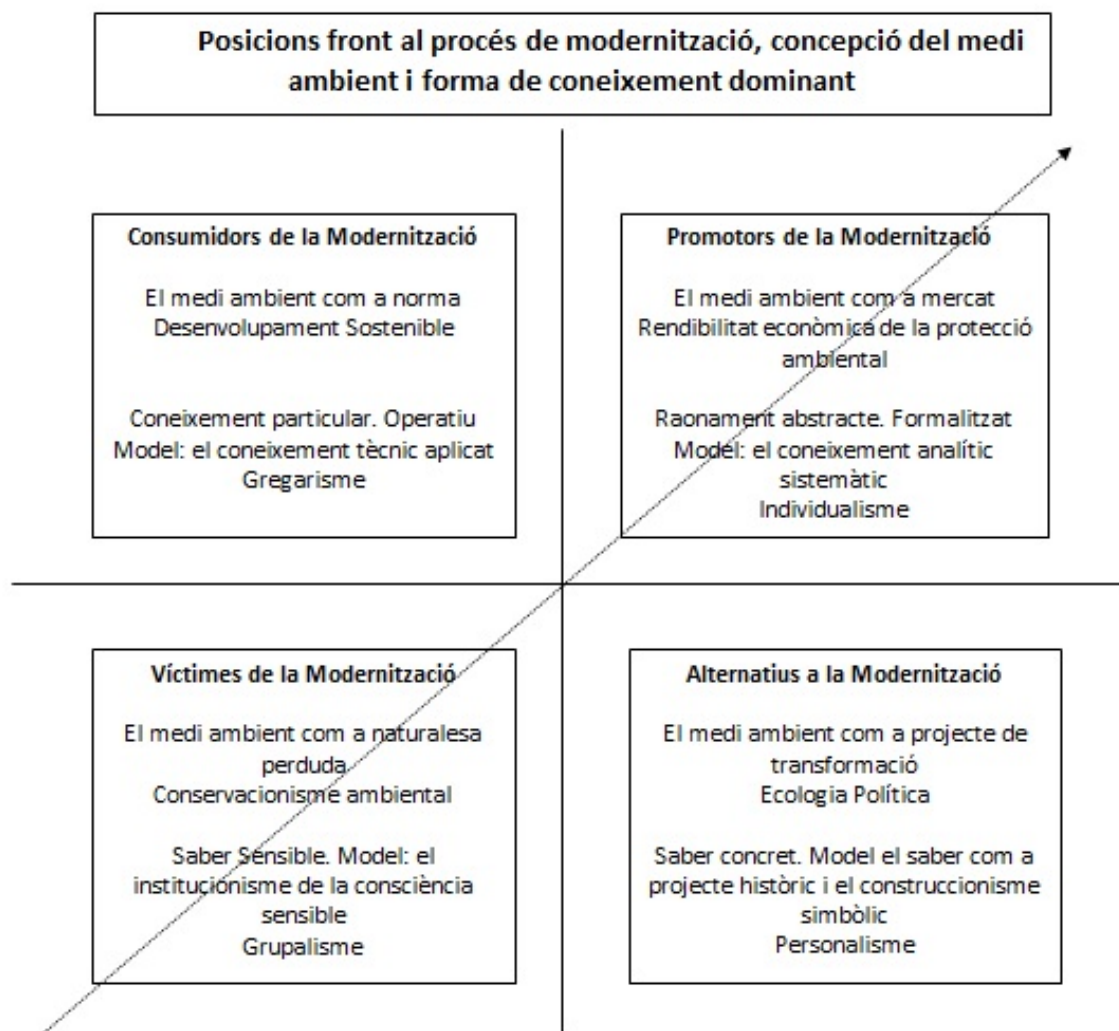 Posicions front al procés de modernització, concepció del medi
ambient i forma de coneixement dominant
Consumidors de la Modernització
El medi ambient com a norma
Desenvolupament Sostenible
Coneixement particular. Operatiu
Model: el coneixement tècnic aplicat
Gregarisme
Promotors de la Modernització
El medi ambient com a mercat
Rendibilitat econòmica de la protecció
ambiental
Raonament abstracte. Formalitzat
Model: el coneixement analític
sistemàtic
Individualisme
Víctimes de la Modernització
El medi ambient com a naturalesa
perduda
Conservacionisme ambiental
Saber Sensible. Model: el
institucionisme de la consciència
sensible
Grupalisme
Alternatius a la Modernització
El medi ambient com a projecte de
transformació
Ecologia Política
Saber concret. Model el saber com a
projecte històric i el construccionisme
simbòlic
Personalisme